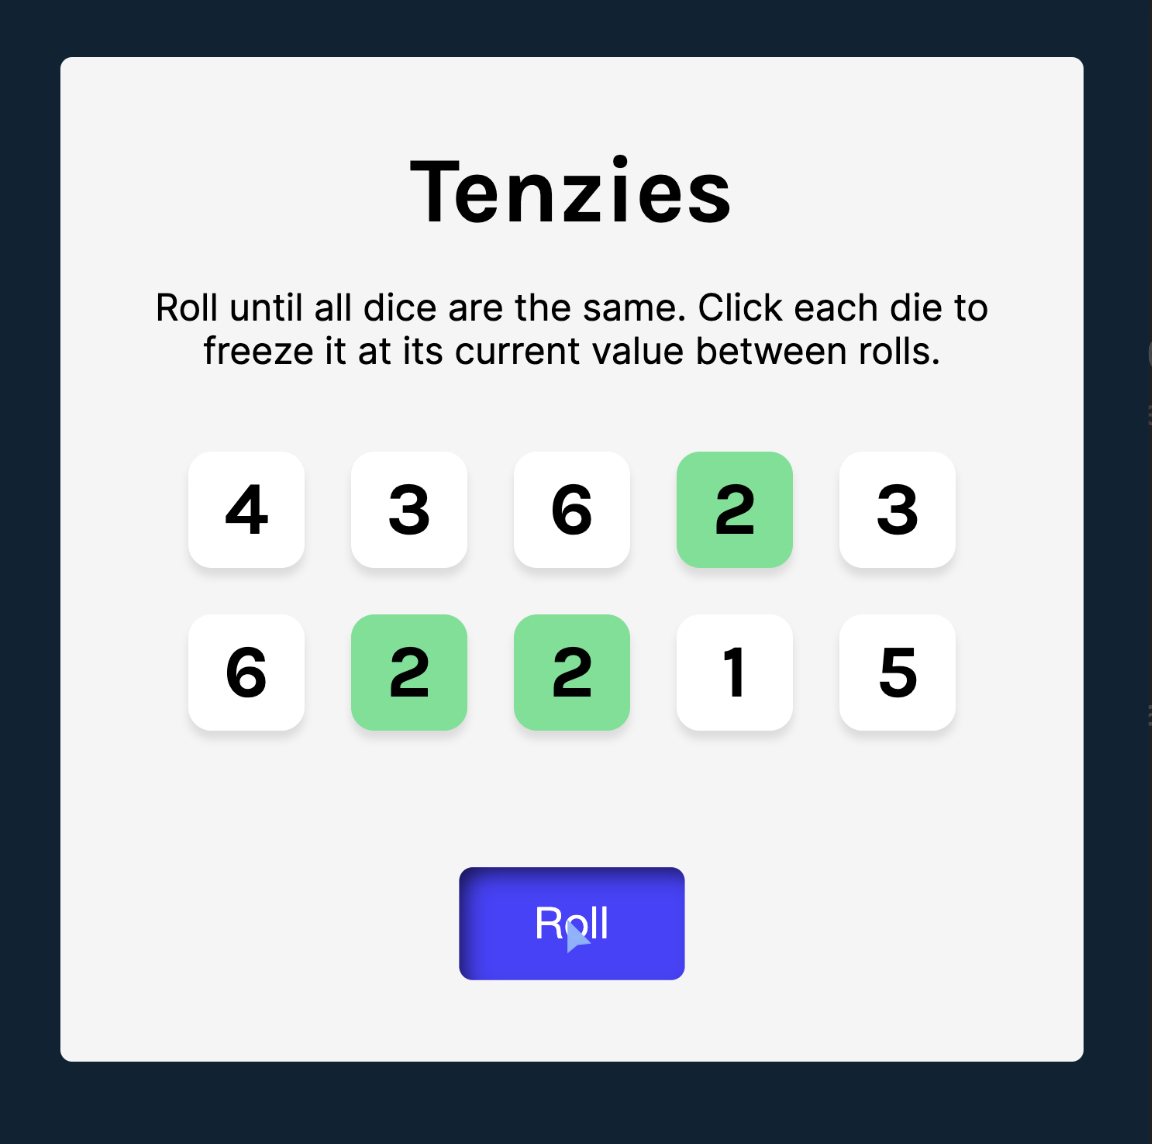 Tenzies
Roll until all dice are the same. Click each die to
freeze it at its current value between rolls.
4 3 6 2 3
6 2 2 1 5
Roll